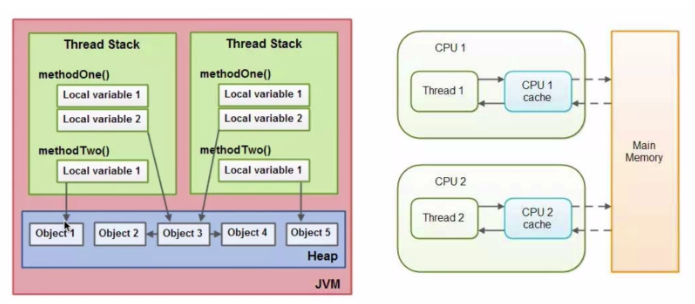 Thread Stack
methodOne()
Local variable 1
Local variable 2
methodTwo()
Local variable 1
Thread Stack
methodOne()
Local variable 1
Local variable 2
methodTwo()
Local variable 1
Object 1
Object 2
Object 3
Object 4
Object 5
Heap
JVM
CPU 1
Thread 1
CPU 1
cache
CPU 2
Thread 2
CPU 2
cache
Main
Memory